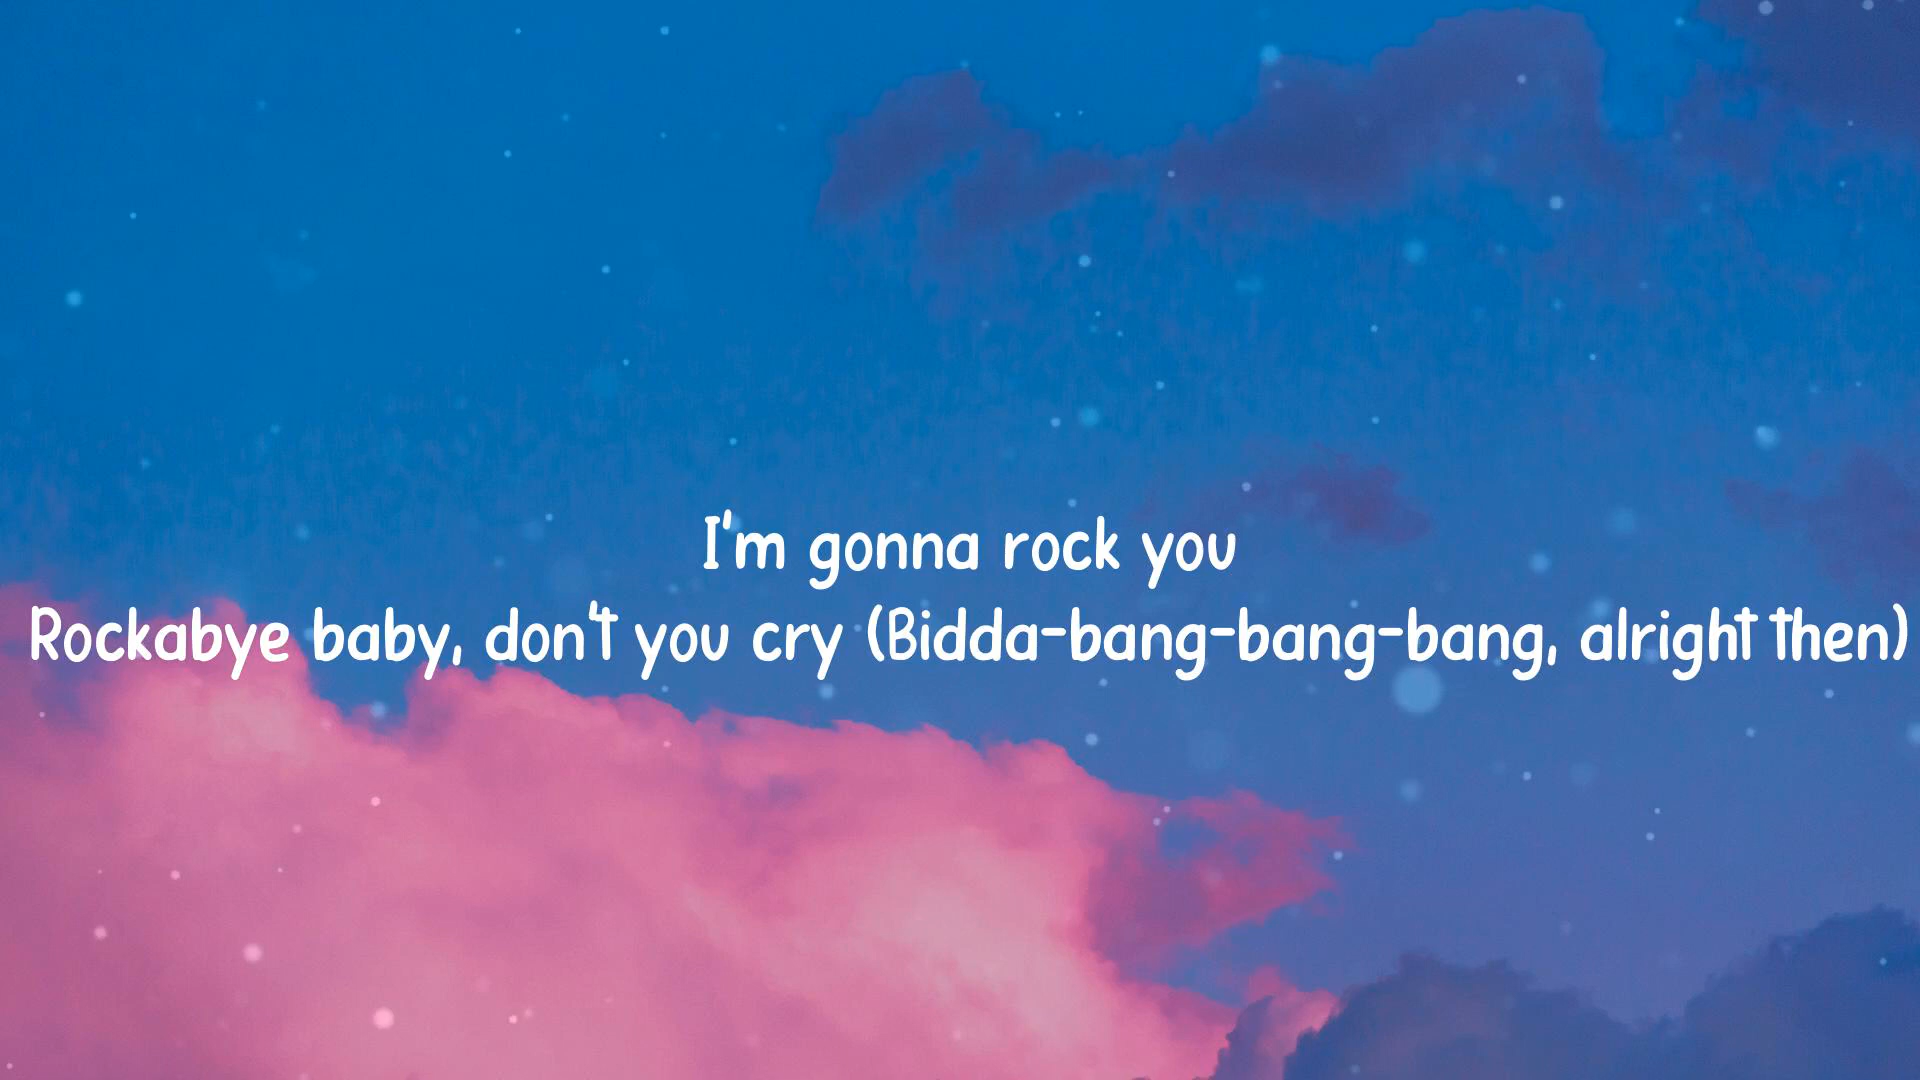 I'm gonna rock you
Rockabye baby, don't you cry (Bidda-bang-bang-bang, alright then)